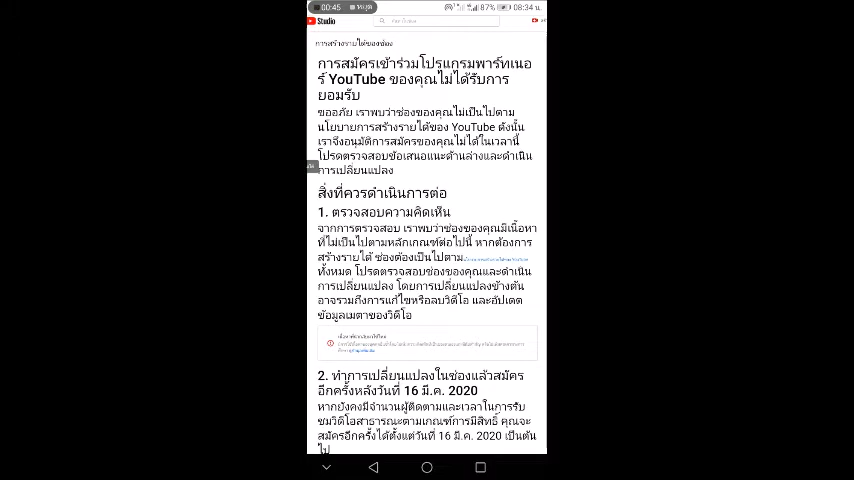 00:45 หยุด 87% 08:34 น.
Studio
การสร้างรายได้ของช่อง
การสมัครเข้าร่วมโปรแกรมพาร์ทเนอ
ร์ YouTube ของคุณไม่ได้รับการ
ยอมรับ
ขออภัย เราพบว่าช่องของคุณไม่เป็นไปตาม
นโยบายการสร้างรายได้ของ YouTube ดังนั้น
เราจึงอนุมัติการสมัครของคุณไม่ได้ในเวลานี้
โปรดตรวจสอบข้อเสนอแนะด้านล่างและดำเนิน
การเปลี่ยนแปลง
สิ่งที่ควรดำเนินการต่อ
1. ตรวจสอบความคิดเห็น
จากการตรวจสอบ เราพบว่าช่องของคุณมีเนื้อหา
ที่ไม่เป็นไปตามหลักเกณฑ์ต่อไปนี้ หากต้องการ
สร้างรายได้ ช่องต้องเป็นไปตาม
ทั้งหมด โปรดตรวจสอบช่องของคุณและดำเนิน
การเปลี่ยนแปลง โดยการเปลี่ยนแปลงข้างต้น
อาจรวมถึงการแก้ไขหรือลบวิดีโอ และอัปเดต
ข้อมูลเมตาของวิดีโอ
2. ทำการเปลี่ยนแปลงในช่องแล้วสมัคร
อีกครั้งหลังวันที่ 16 มี.ค. 2020
หากยังคงมีจำนวนผู้ติดตามและเวลาในการรับ
ชมวิดีโอสาธารณะตามเกณฑ์การมีสิทธิ์ คุณจะ
สมัครอีกครั้งได้ตั้งแต่วันที่ 16 มี.ค. 2020 เป็นต้น
ไป